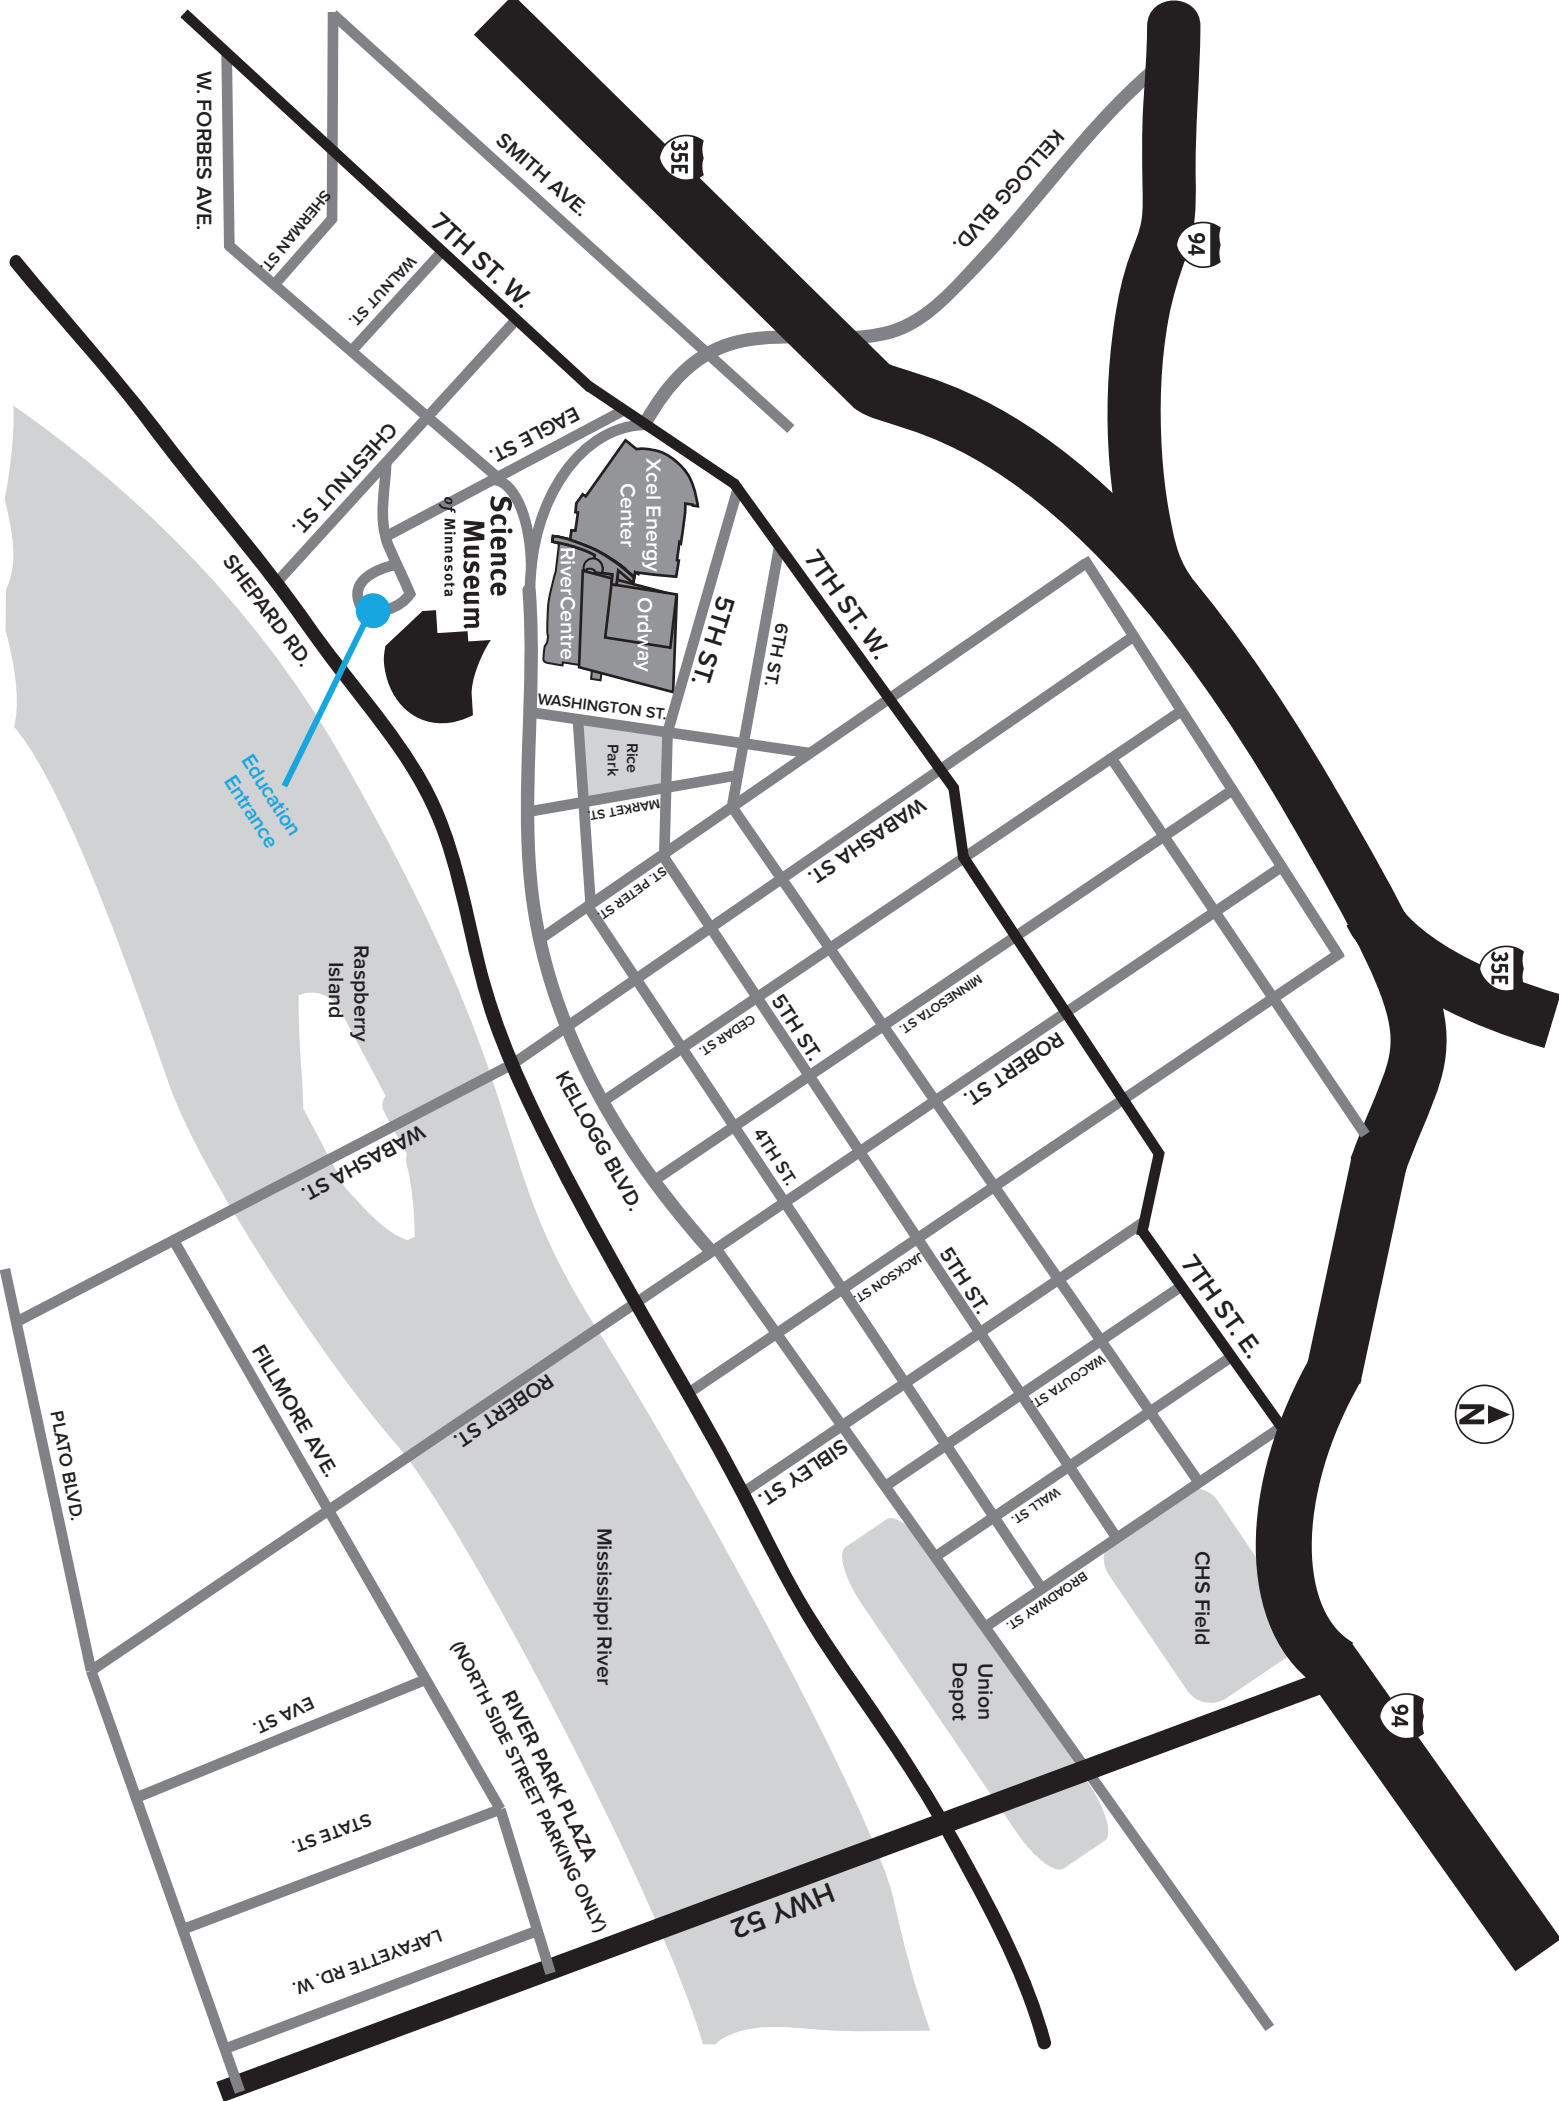 35E
94
KELLOGG BLVD.
SMITH AVE.
W. FORBES AVE.
SHERMAN ST.
WALNUT ST.
7TH ST. W.
EAGLE ST.
CHESTNUT ST.
SHEPARD RD.
Science
Museum
of Minnesota
Xcel Energy
Center
RiverCentre
Ordway
5TH ST.
6TH ST.
7TH ST. W.
WASHINGTON ST.
Rice
Park
MARKET ST.
ST. PETER ST.
WABASHA ST.
Education
Entrance
Raspberry
Island
35E
CEDAR ST.
5TH ST.
MINNESOTA ST.
ROBERT ST.
KELLOGG BLVD.
4TH ST.
WABASHA ST.
JACKSON ST.
5TH ST.
7TH ST. E.
WACOUTA ST.
SIBLEY ST.
WALL ST.
BROADWAY ST.
N
CHS Field
Union
Depot
94
FILLMORE AVE.
ROBERT ST.
PLATO BLVD.
Mississippi River
RIVER PARK PLAZA
(NORTH SIDE STREET PARKING ONLY)
EVA ST.
STATE ST.
LAFAYETTE RD. W.
HWY 52